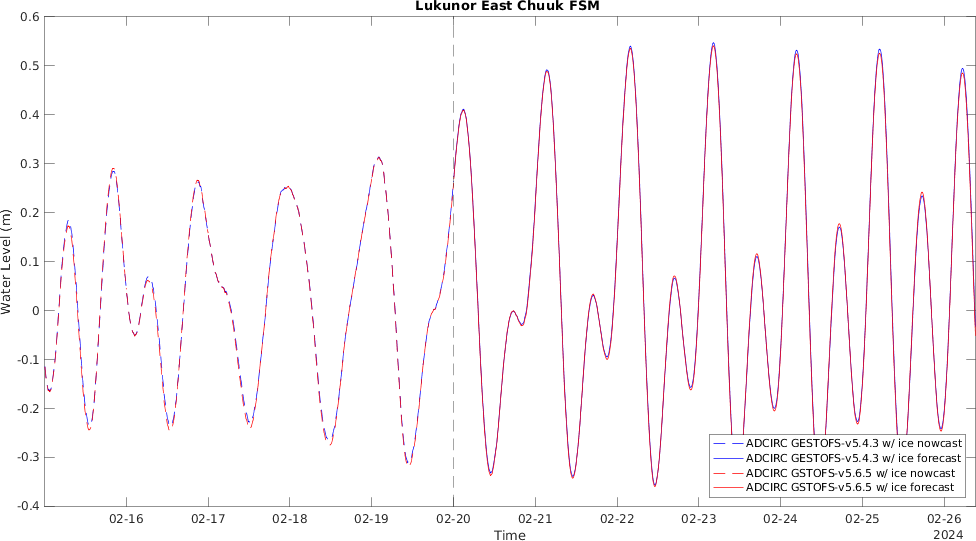 Lukunor East Chuuk FSM
0.6
0.5
0.4
0.3
0.2
0.1
0
-0.1
-0.2
-0.3
-0.4
Water Level (m)
ADCIRC GESTOFS-v5.4.3 w/ ice nowcast
ADCIRC GESTOFS-v5.4.3 w/ ice forecast
ADCIRC GSTOFS-v5.6.5 w/ ice nowcast
ADCIRC GSTOFS-v5.6.5 w/ ice forecast
02-16 02-17 02-18 02-19 02-20 02-21 02-22 02-23 02-24 02-25 02-26
Time 2024